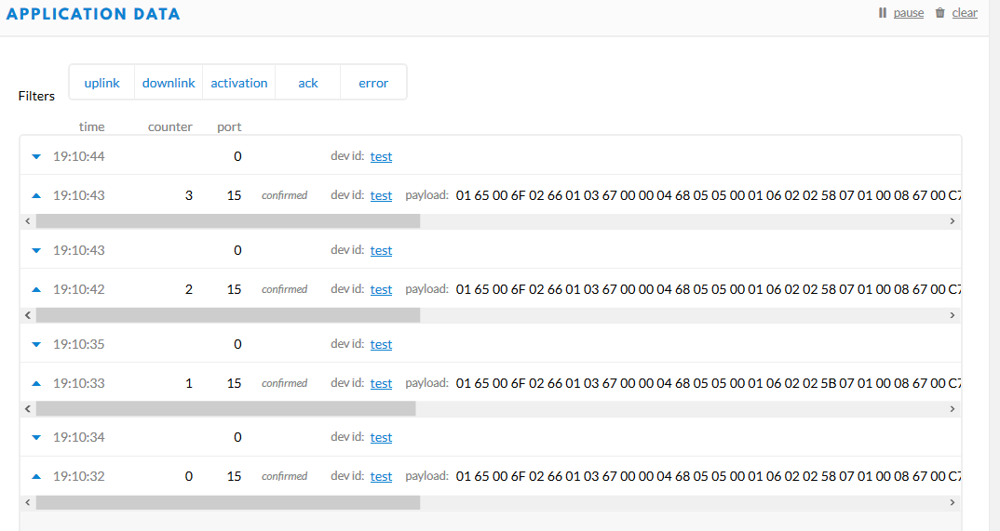 APPLICATION DATA pause clear
uplink downlink activation ack error
Filters
time counter port
19:10:44 0 dev id: test
19:10:43 3 15 confirmed dev id: test payload: 01 65 00 6F 02 66 01 03 67 00 00 04 68 05 05 00 01 06 02 02 58 07 01 00 08 67 00 C7
19:10:43 0 dev id: test
19:10:42 2 15 confirmed dev id: test payload: 01 65 00 6F 02 66 01 03 67 00 00 04 68 05 05 00 01 06 02 02 58 07 01 00 08 67 00 C7
19:10:35 0 dev id: test
19:10:33 1 15 confirmed dev id: test payload: 01 65 00 6F 02 66 01 03 67 00 00 04 68 05 05 00 01 06 02 02 5B 07 01 00 08 67 00 C7
19:10:34 0 dev id: test
19:10:32 0 15 confirmed dev id: test payload: 01 65 00 6F 02 66 01 03 67 00 00 04 68 05 05 00 01 06 02 02 58 07 01 00 08 67 00 C7